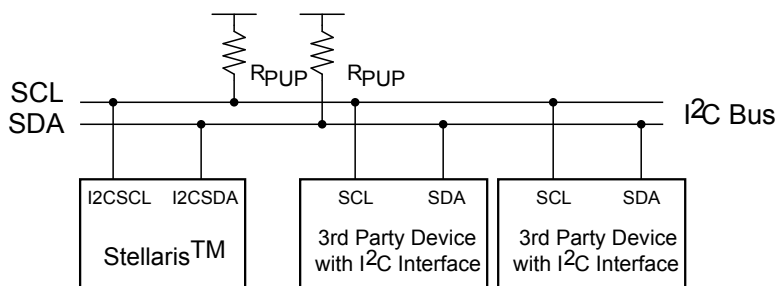 RPUP RPUP
SCL
SDA
I2C Bus
I2CSCL I2CSDA
StellarisTM
SCL SDA
3rd Party Device
with I2C Interface
SCL SDA
3rd Party Device
with I2C Interface